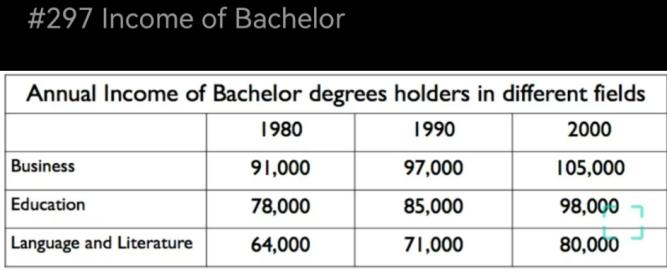 #297 Income of Bachelor
Annual Income of Bachelor degrees holders in different fields
1980 1990 2000
Business 91,000 97,000 105,000
Education 78,000 85,000 98,000
Language and Literature 64,000 71,000 80,000